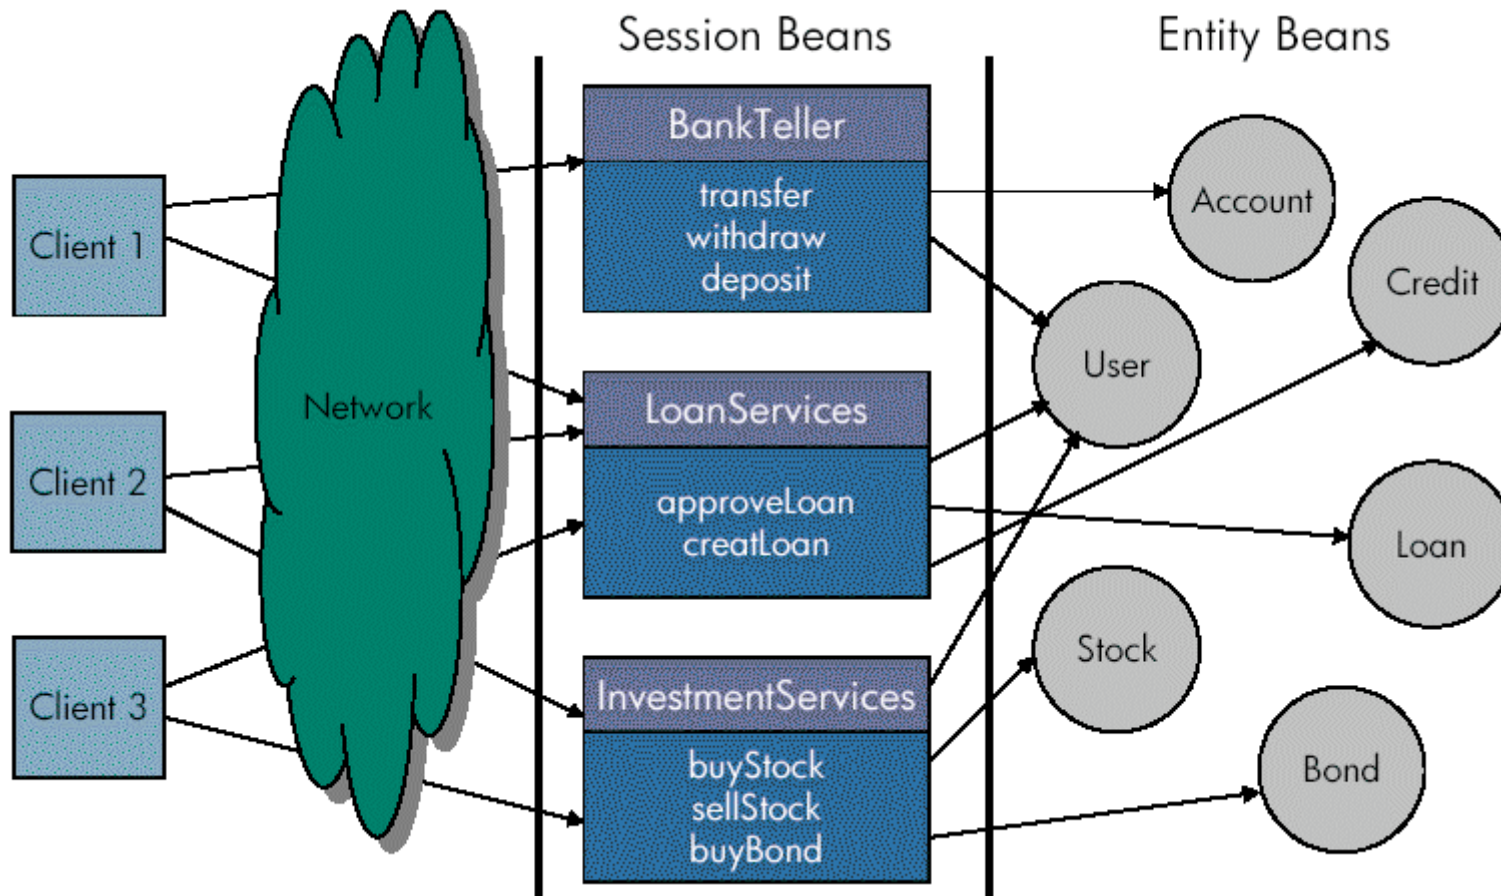 Session Beans
Entity Beans
Client 1
Client 2
Client 3
Network
BankTeller
transfer
withdraw
deposit
LoanServices
approveLoan
creatLoan
InvestmentServices
buyStock
sellStock
buyBond
Account
Credit
User
Loan
Stock
Bond